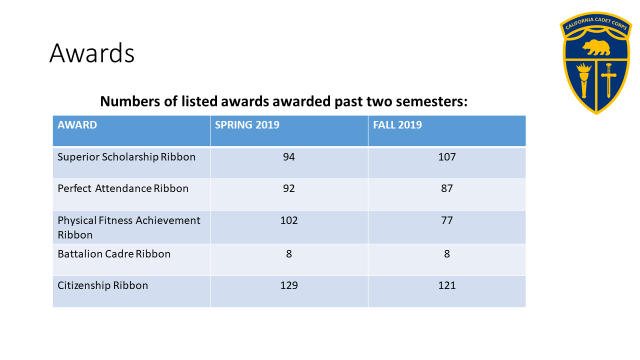 CALIFORNIA CADET CORPS
Awards
Numbers of listed awards awarded past two semesters:
AWARD SPRING 2019 FALL 2019
Superior Scholarship Ribbon 94 107
Perfect Attendance Ribbon 92 87
Physical Fitness Achievement 102 77
Ribbon
Battalion Cadre Ribbon 8 8
Citizenship Ribbon 129 121